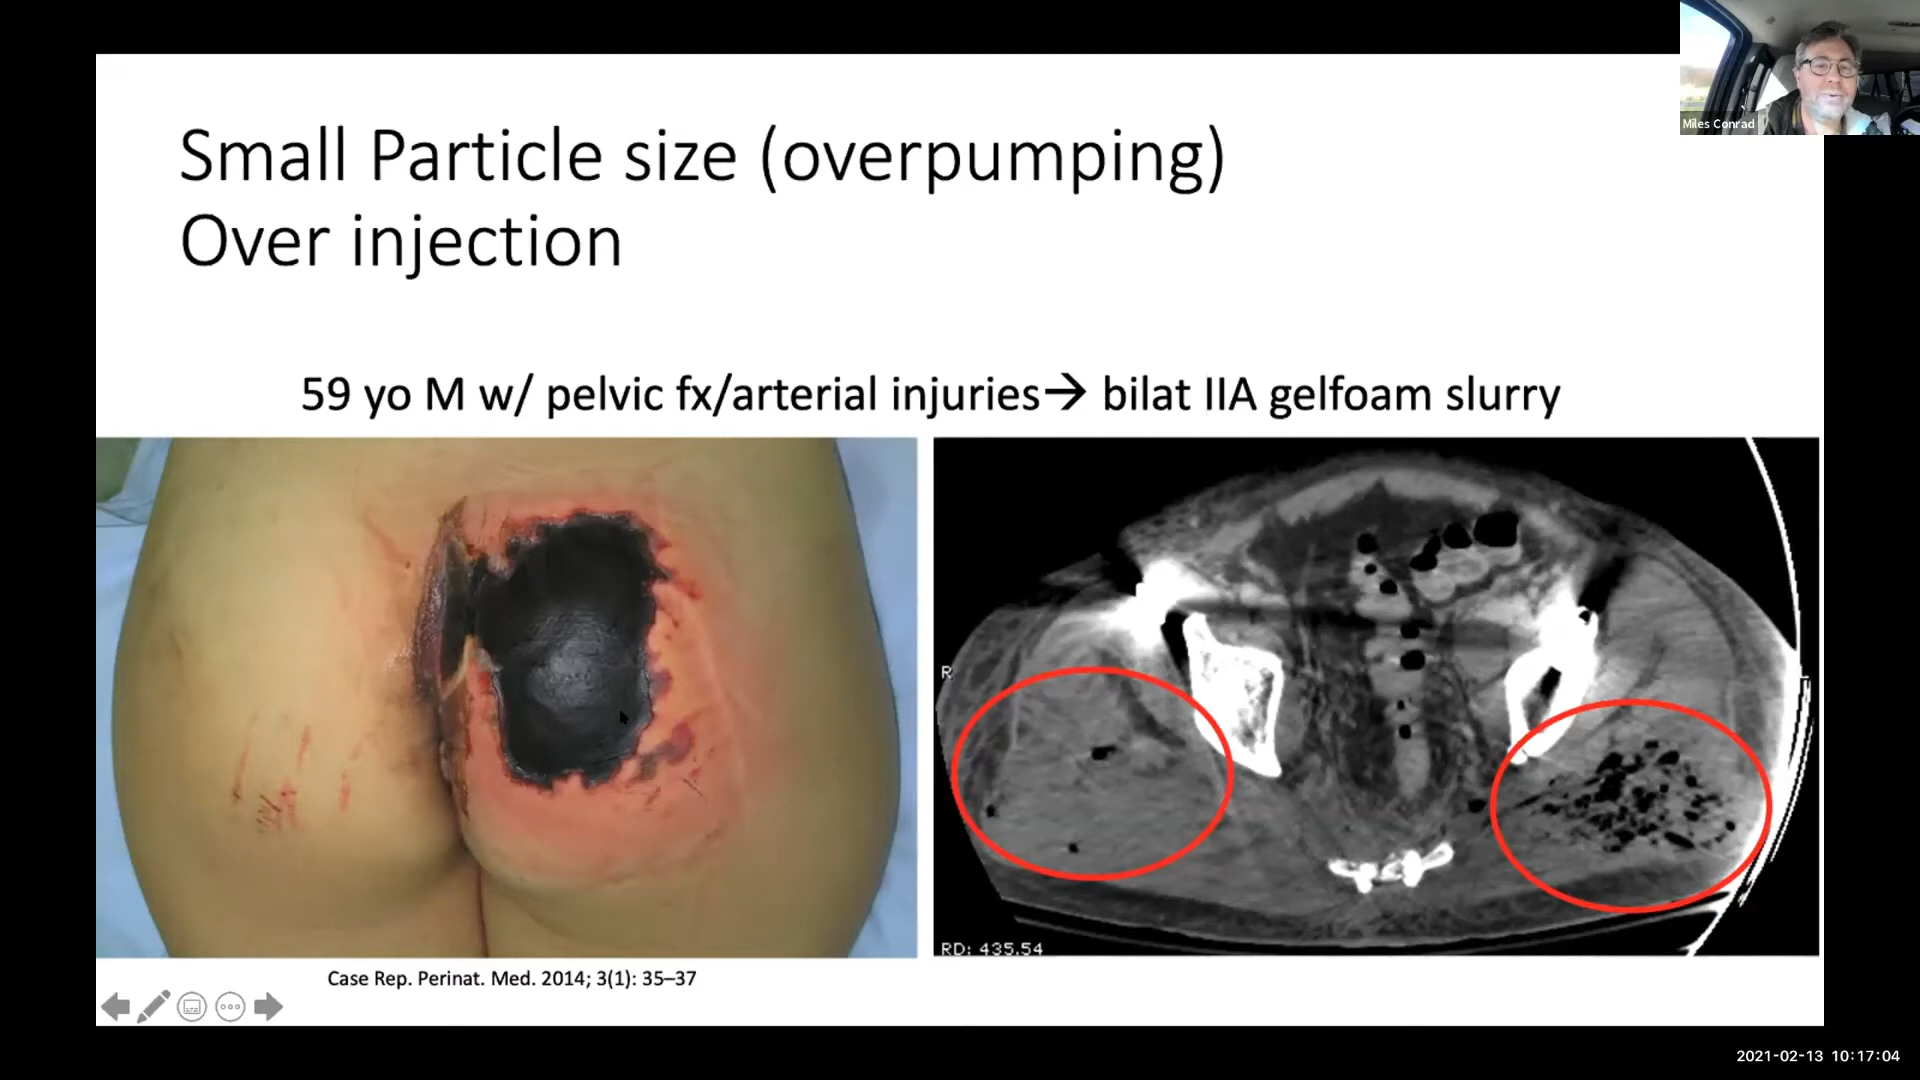 Miles Conrad
Small Particle size (overpumping)
Over injection
59 yo M w/ pelvic fx/arterial injuries→ bilat IIA gelfoam slurry
R
RD: 435.54
Case Rep. Perinat. Med. 2014; 3(1): 35–37
2021-02-13 10:17:04